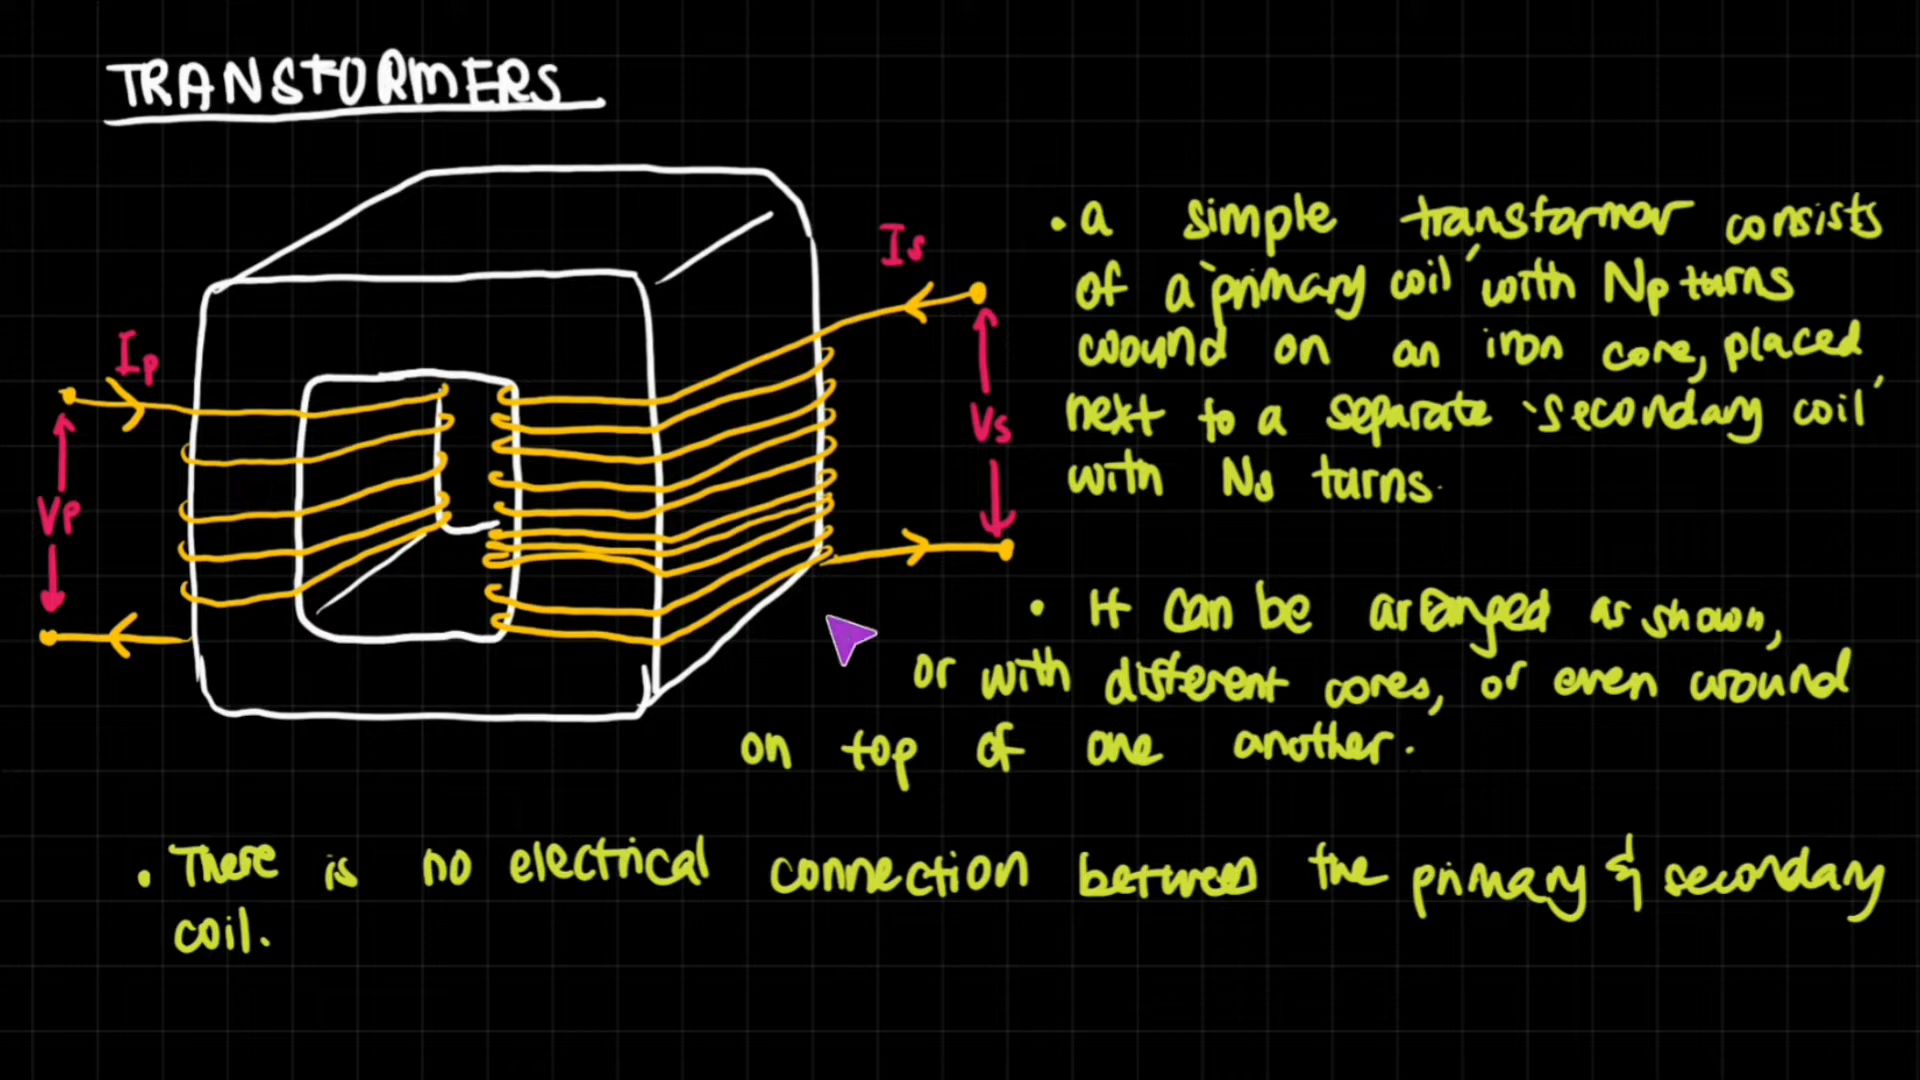 TRANSFORMERS
Is
• a simple transformer consists
of a 'primary coil' with Np turns
Ip
wound on an iron core, placed
next to a separate 'secondary coil'
Vs
with Ns turns.
Vp
• It can be arranged as shown,
or with different cores, or even wound
on top of one another.
• There is no electrical connection between the primary & secondary
coil.